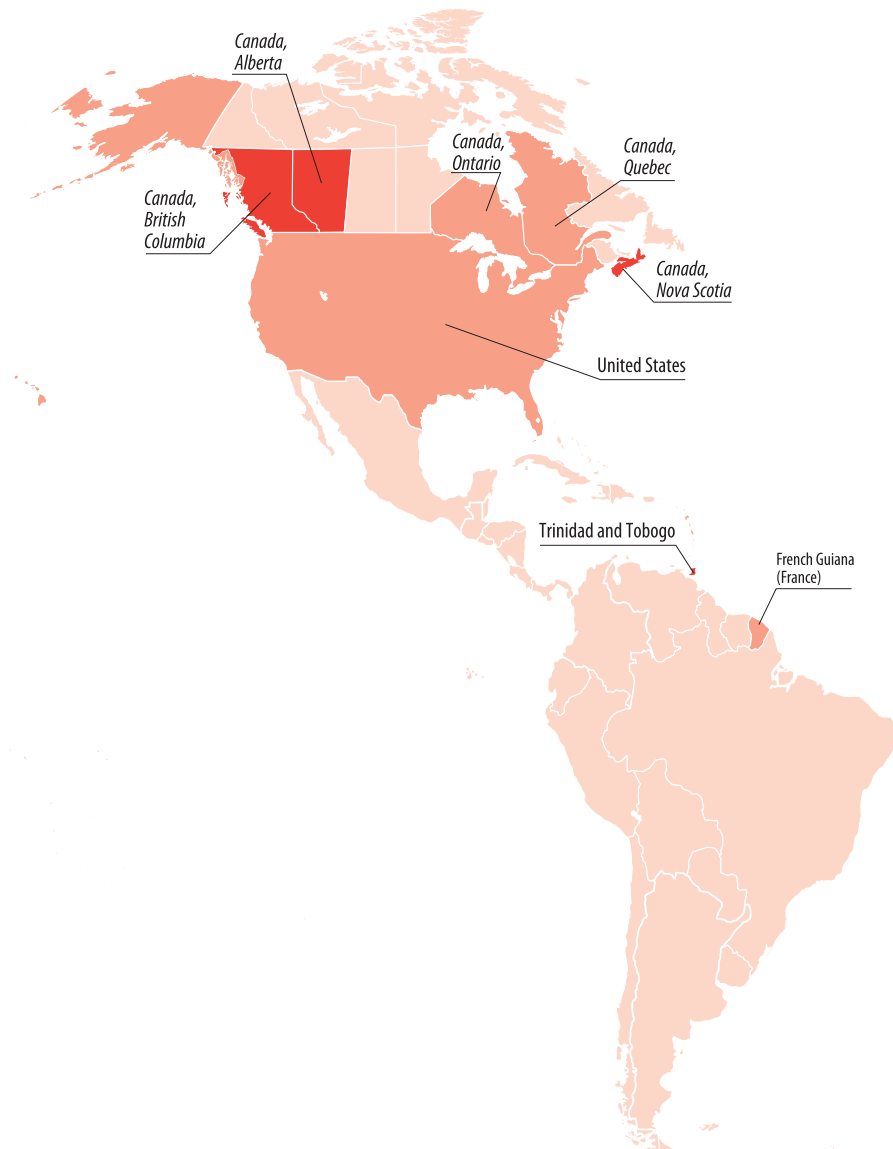 Canada,
Alberta
Canada,
Ontario
Canada,
Quebec
Canada,
British
Columbia
Canada,
Nova Scotia
United States
Trinidad and Tobogo
French Guiana
(France)